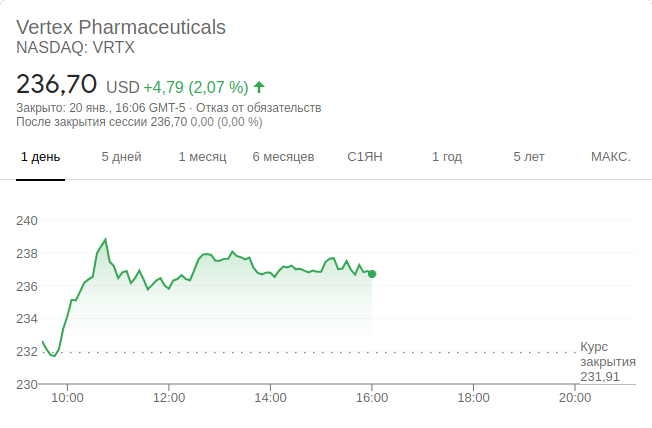 Vertex Pharmaceuticals
NASDAQ: VRTX
236,70 USD +4,79 (2,07 %)
Закрыто: 20 янв., 16:06 GMT-5 · Отказ от обязательств
После закрытия сессии 236,70 0,00 (0,00 %)
1 день 5 дней 1 месяц 6 месяцев С1ЯН 1 год 5 лет МАКС.
240
238
236
234
232
230
Курс
закрытия
231,91
10:00 12:00 14:00 16:00 18:00 20:00